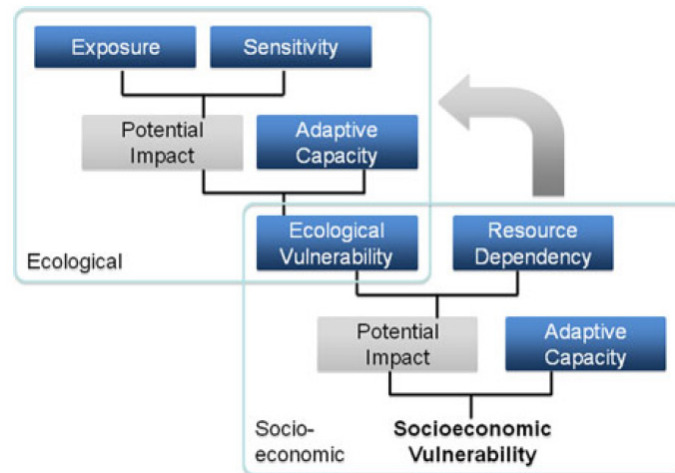 Exposure
Sensitivity
Potential
Impact
Adaptive
Capacity
Ecological
Ecological
Vulnerability
Resource
Dependency
Potential
Impact
Adaptive
Capacity
Socio-
economic
Socioeconomic
Vulnerability